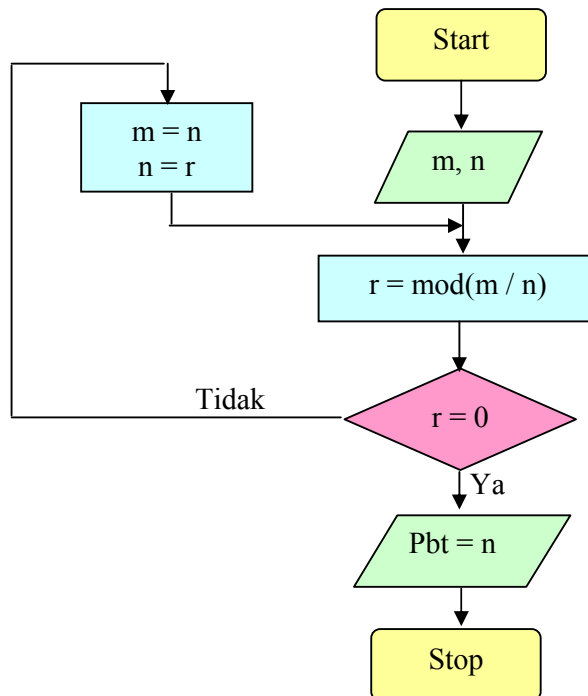 Start
m, n
m = n
n = r
r = mod(m / n)
r = 0
Tidak
Ya
Pbt = n
Stop